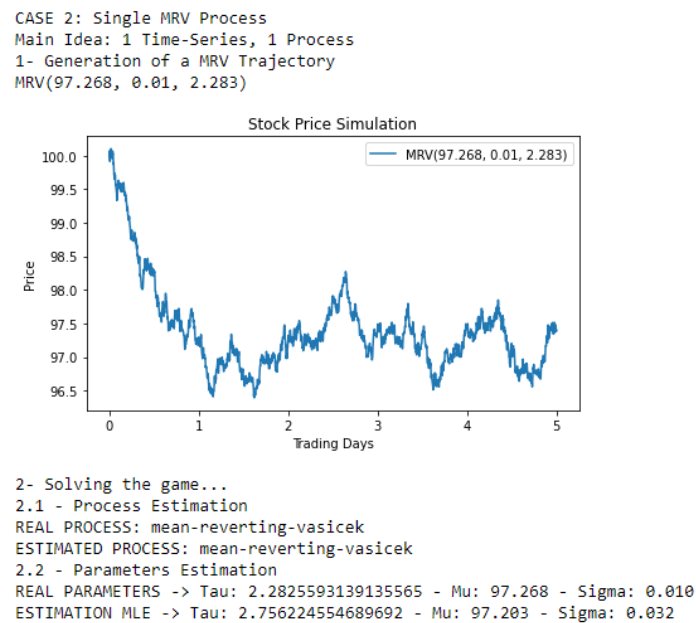 CASE 2: Single MRV Process
Main Idea: 1 Time-Series, 1 Process
1- Generation of a MRV Trajectory
MRV(97.268, 0.01, 2.283)
Stock Price Simulation
MRV(97.268, 0.01, 2.283)
100.0
99.5
99.0
98.5
98.0
97.5
97.0
96.5
Price
0 1 2 3 4 5
Trading Days
2- Solving the game...
2.1 - Process Estimation
REAL PROCESS: mean-reverting-vasicek
ESTIMATED PROCESS: mean-reverting-vasicek
2.2 - Parameters Estimation
REAL PARAMETERS -> Tau: 2.2825593139135565 - Mu: 97.268 - Sigma: 0.010
ESTIMATION MLE -> Tau: 2.756224554689692 - Mu: 97.203 - Sigma: 0.032